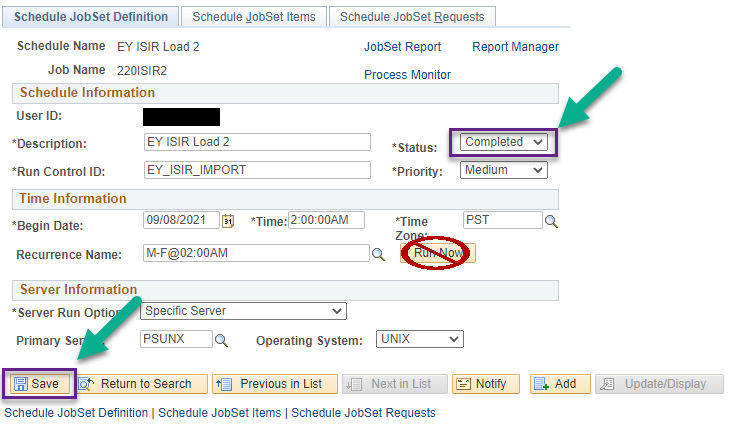 Schedule JobSet Definition Schedule JobSet Items Schedule JobSet Requests
Schedule Name EY ISIR Load 2 JobSet Report Report Manager
Job Name 220ISIR2 Process Monitor
Schedule Information
User ID:
*Description: EY ISIR Load 2 *Status: Completed
*Run Control ID: EY_ISIR_IMPORT *Priority: Medium
Time Information
*Begin Date: 09/08/2021 31 *Time: 2:00:00AM *Time Zone: PST
Recurrence Name: M-F@02:00AM Run Now
Server Information
*Server Run Option Specific Server
Primary Ser PSUNX Operating System: UNIX
Save Return to Search Previous in List Next in List Notify Add Update/Display
Schedule JobSet Definition | Schedule JobSet Items | Schedule JobSet Requests